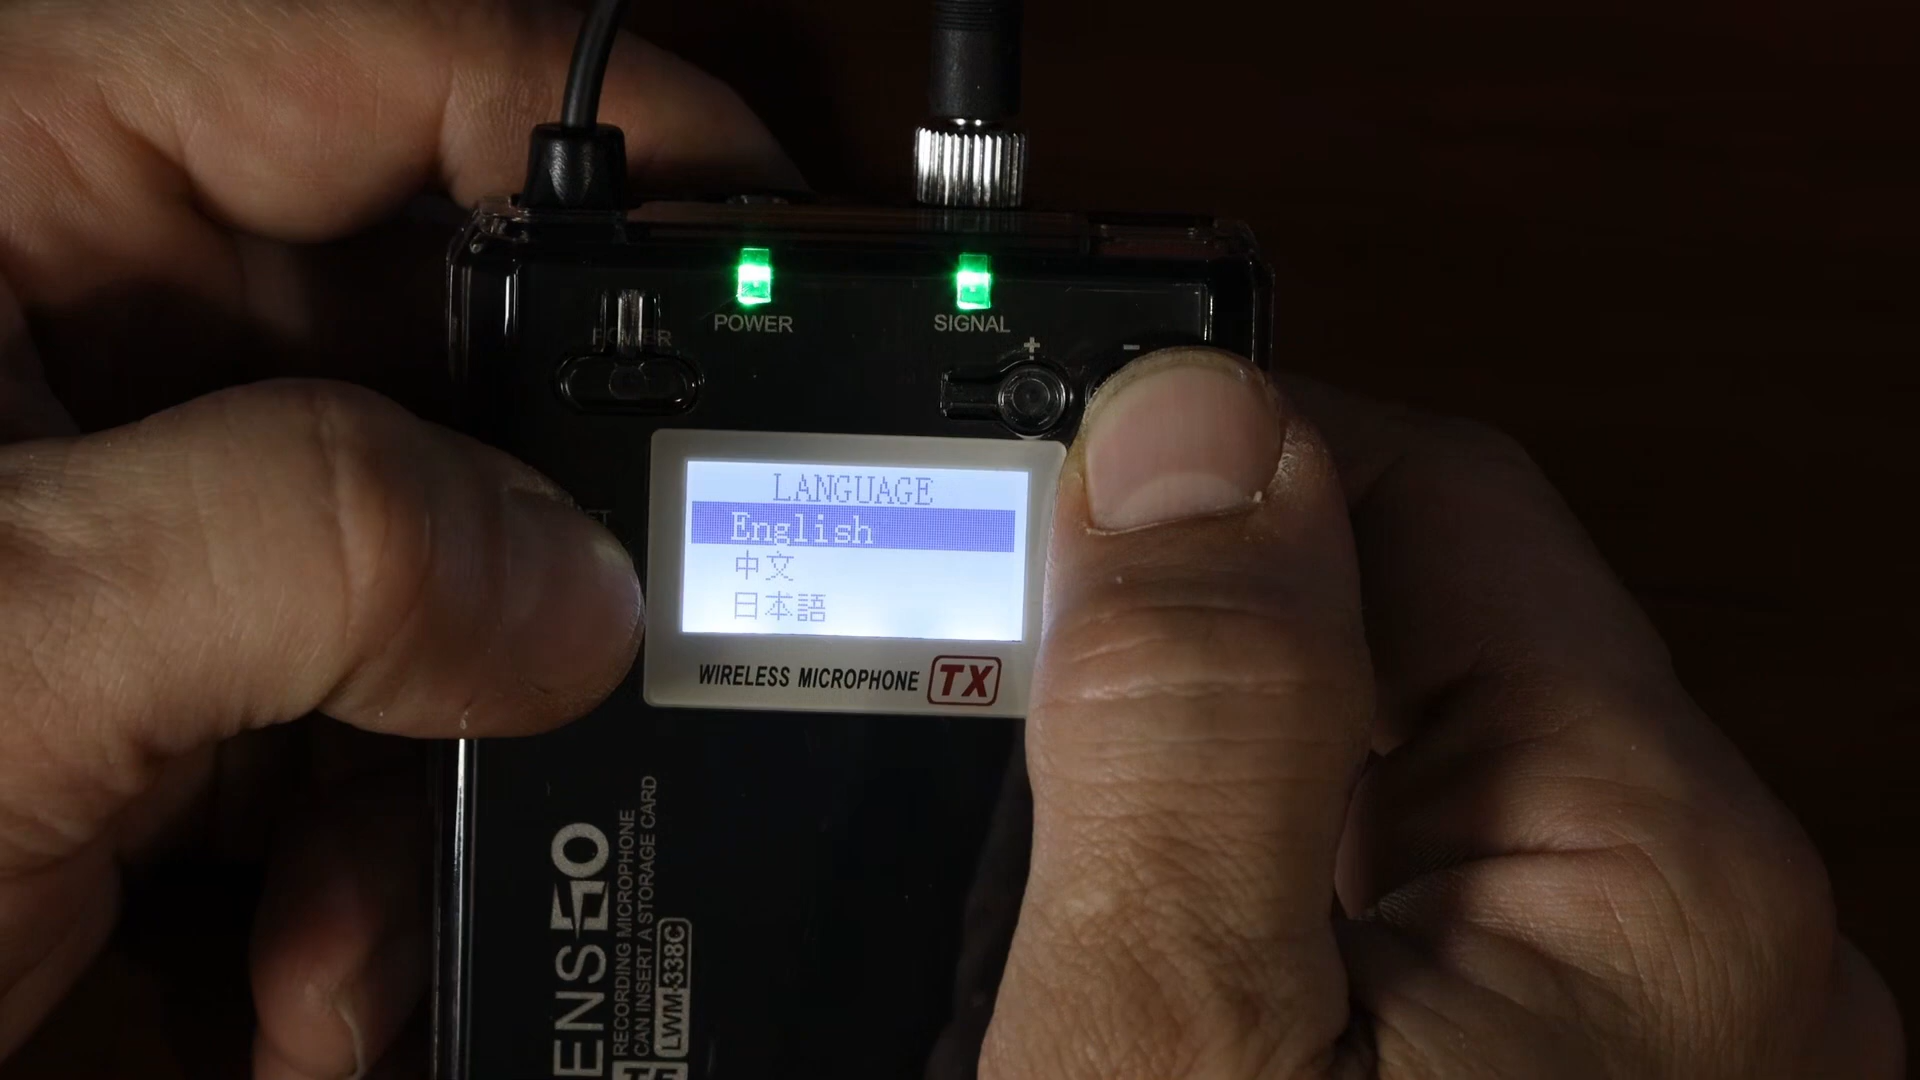 POWER
SIGNAL
POWER
+
-
LANGUAGE
English
中文
日本語
WIRELESS MICROPHONE TX
RECORDING MICROPHONE
CAN INSERT A STORAGE CARD
LWM-338C